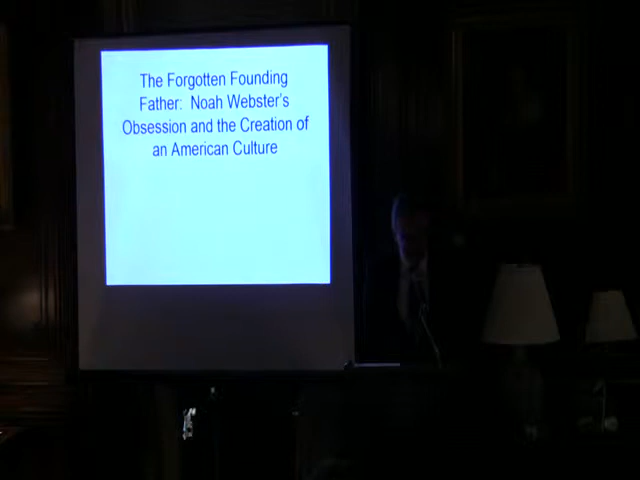 The Forgotten Founding
Father:  Noah Webster's
Obsession and the Creation of
an American Culture